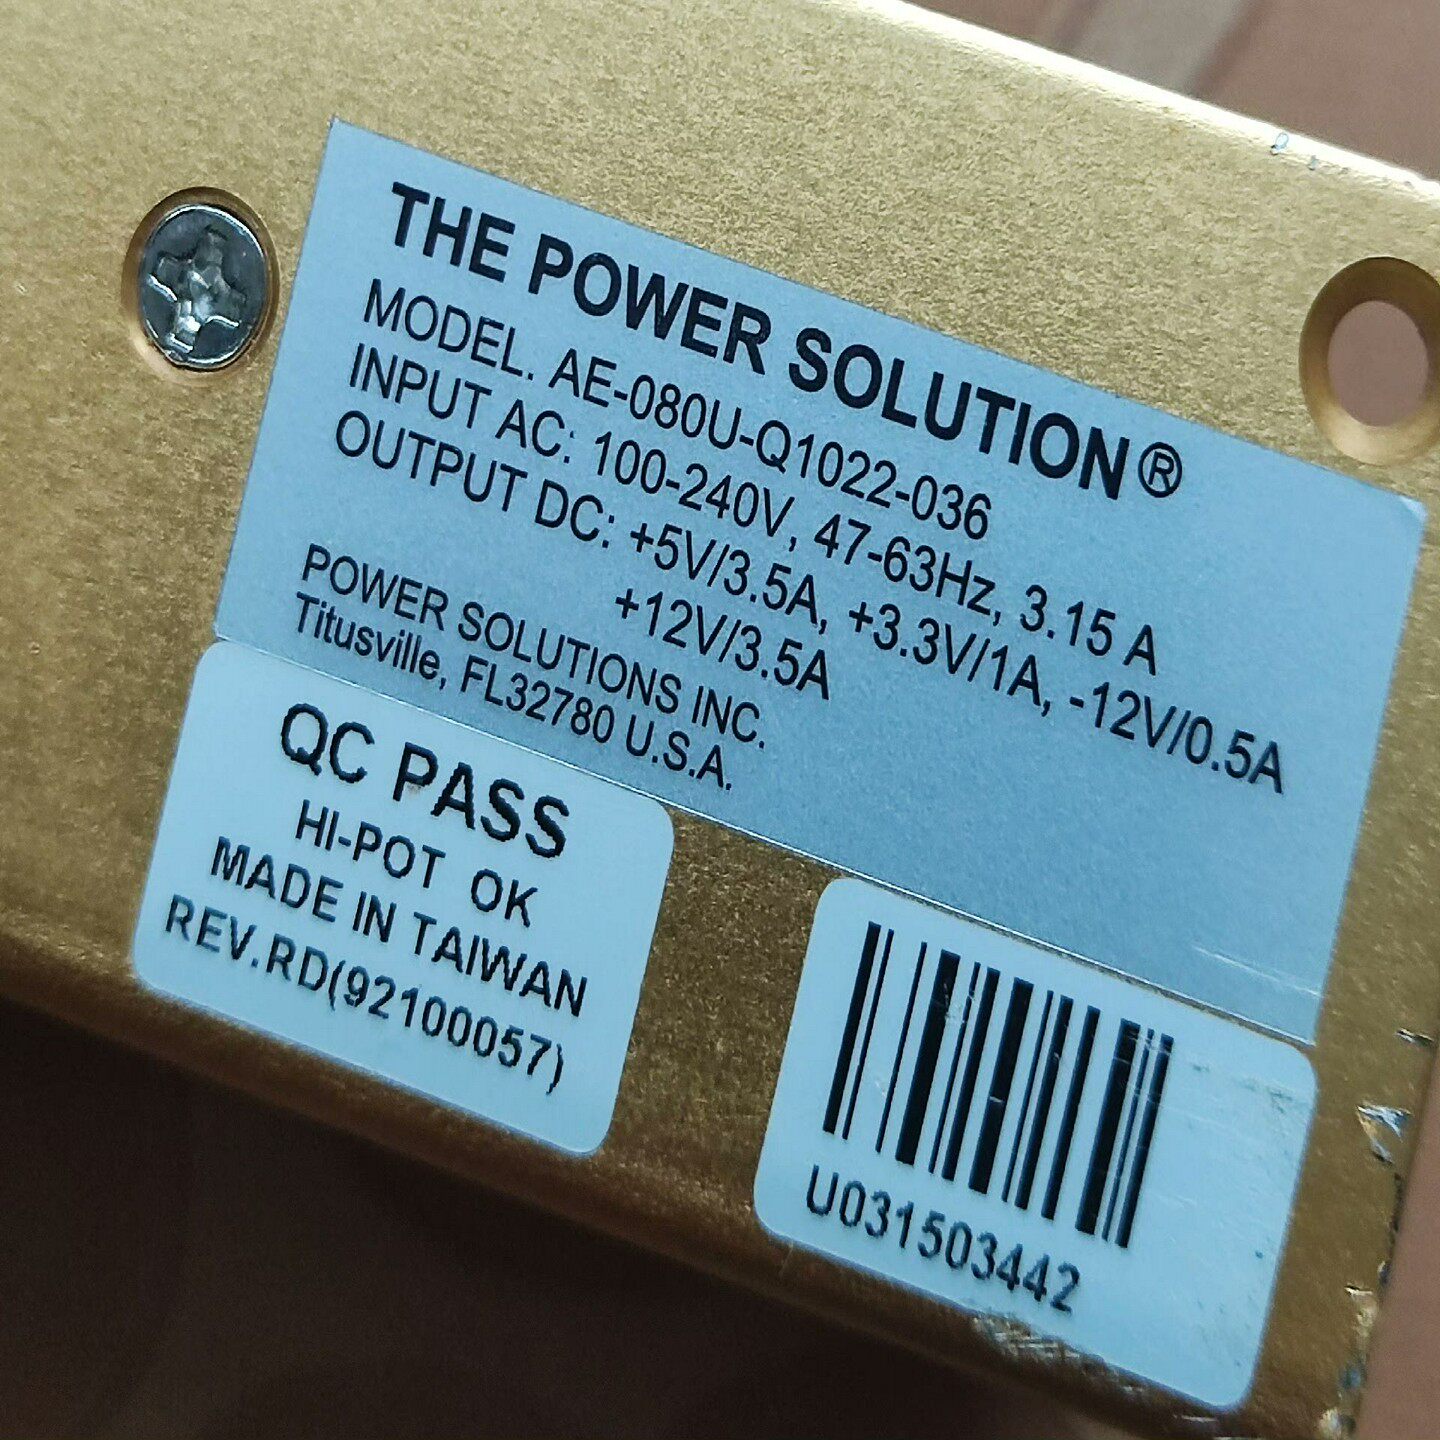 THE POWER SOLUTION®
MODEL. AE-080U-Q1022-036
INPUT AC: 100-240V, 47-63Hz, 3.15 A
OUTPUT DC: +5V/3.5A, +3.3V/1A, -12V/0.5A
+12V/3.5A
POWER SOLUTIONS INC.
Titusville, FL32780 U.S.A.
QC PASS
HI-POT OK
MADE IN TAIWAN
REV.RD(92100057)
U031503442